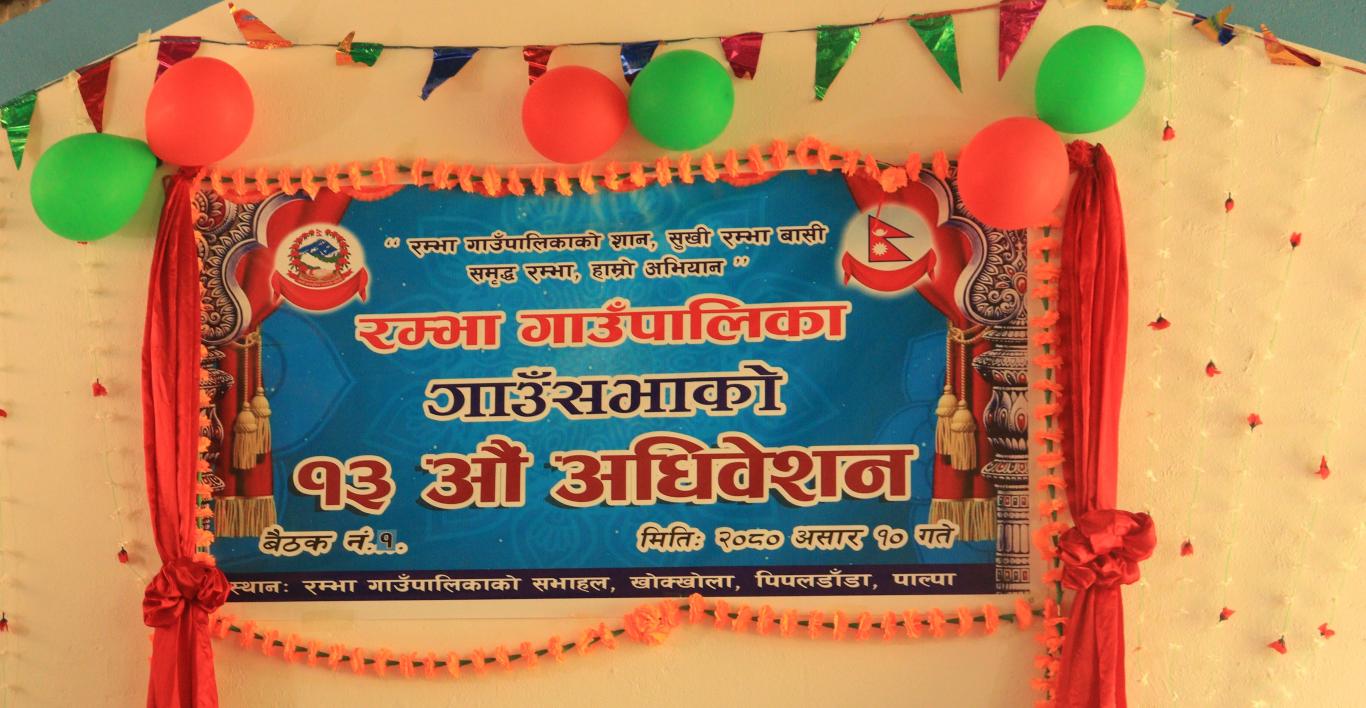 “ रम्भा गाउँपालिकाको शान, सुखी रम्भा बासी
समृद्ध रम्भा, हाम्रो अभियान ”
रम्भा गाउँपालिका
गाउँसभाको
१३ औं अधिवेशन
बैठक नं.१. मितिः २०८० असार १० गते
स्थानः रम्भा गाउँपालिकाको सभाहल, खोक्खोला, पिपलडाँडा, पाल्पा